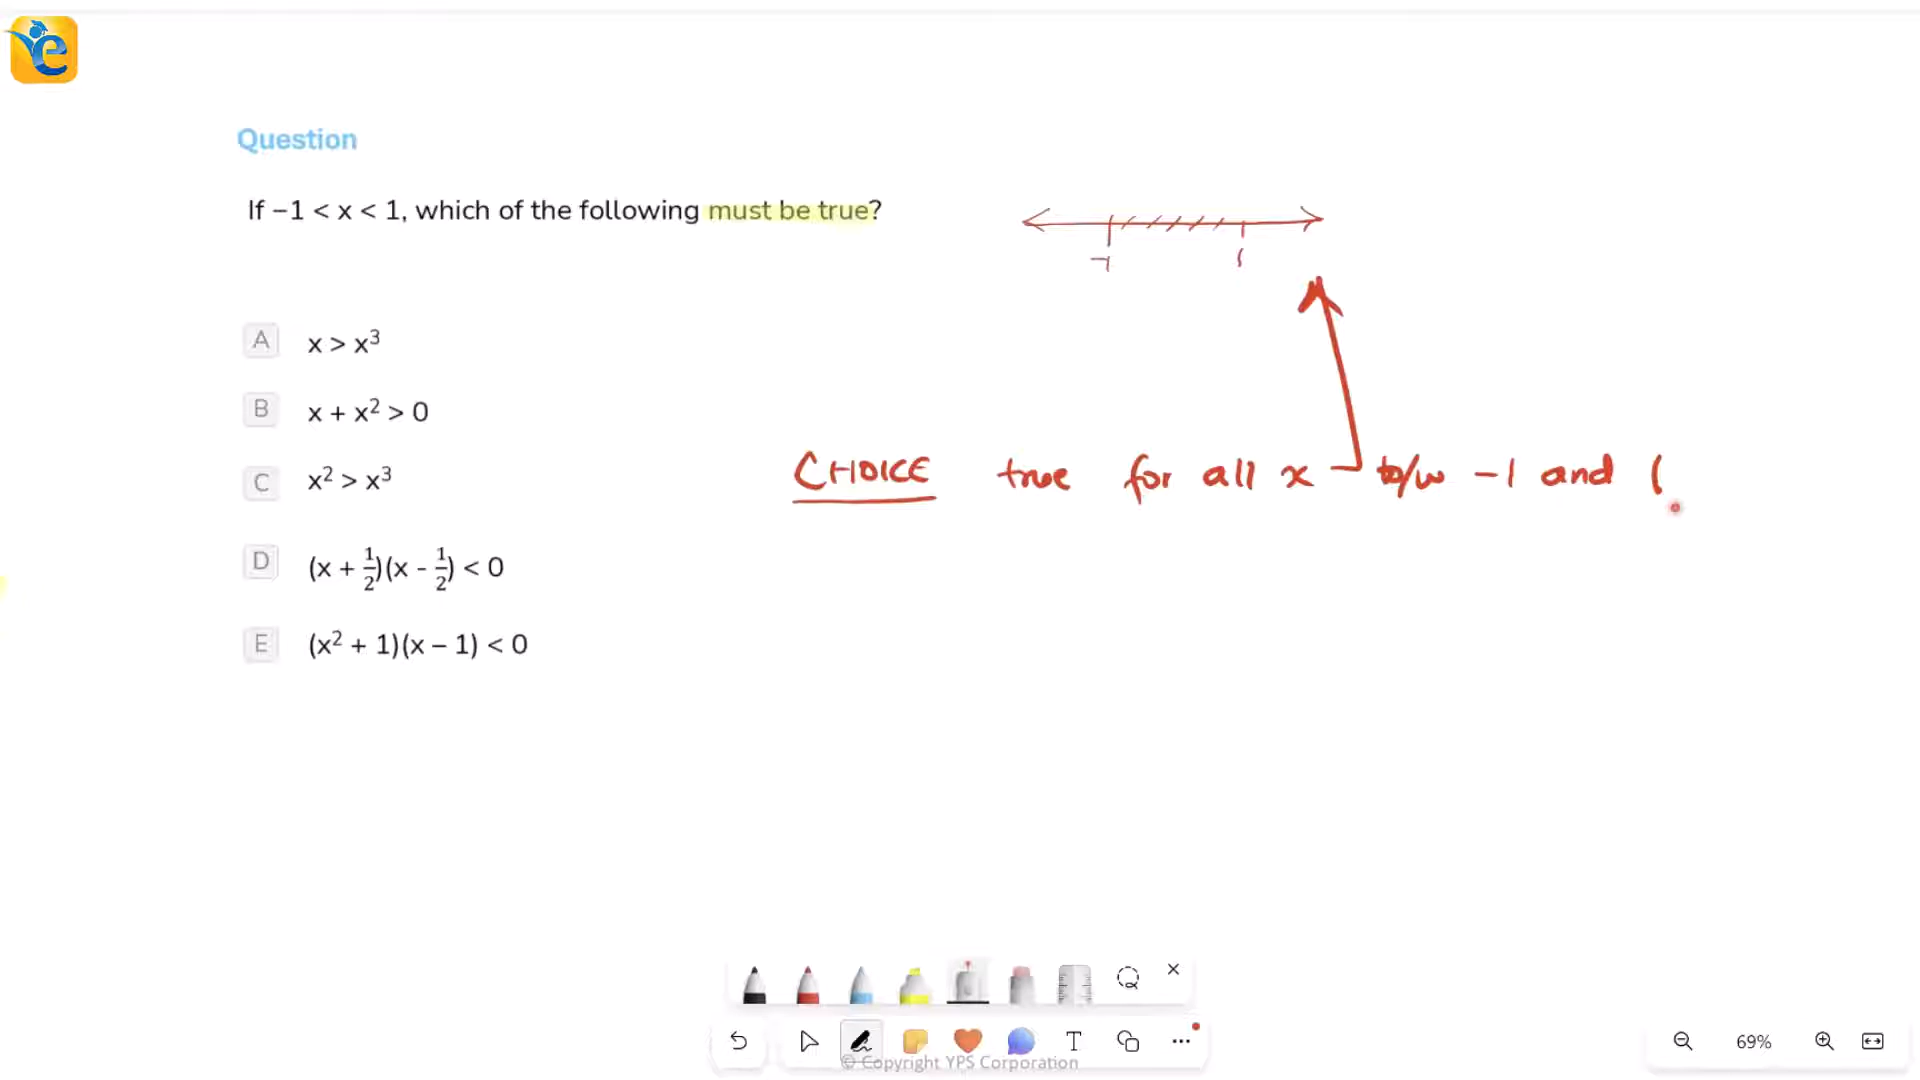 Question
If −1 < x < 1, which of the following must be true?
-1 1
A x > x³
B x + x² > 0
CHOICE true for all x b/w -1 and 1
C x² > x³
D (x + 1/2)(x - 1/2) < 0
E (x² + 1)(x − 1) < 0
69%
© Copyright YPS Corporation